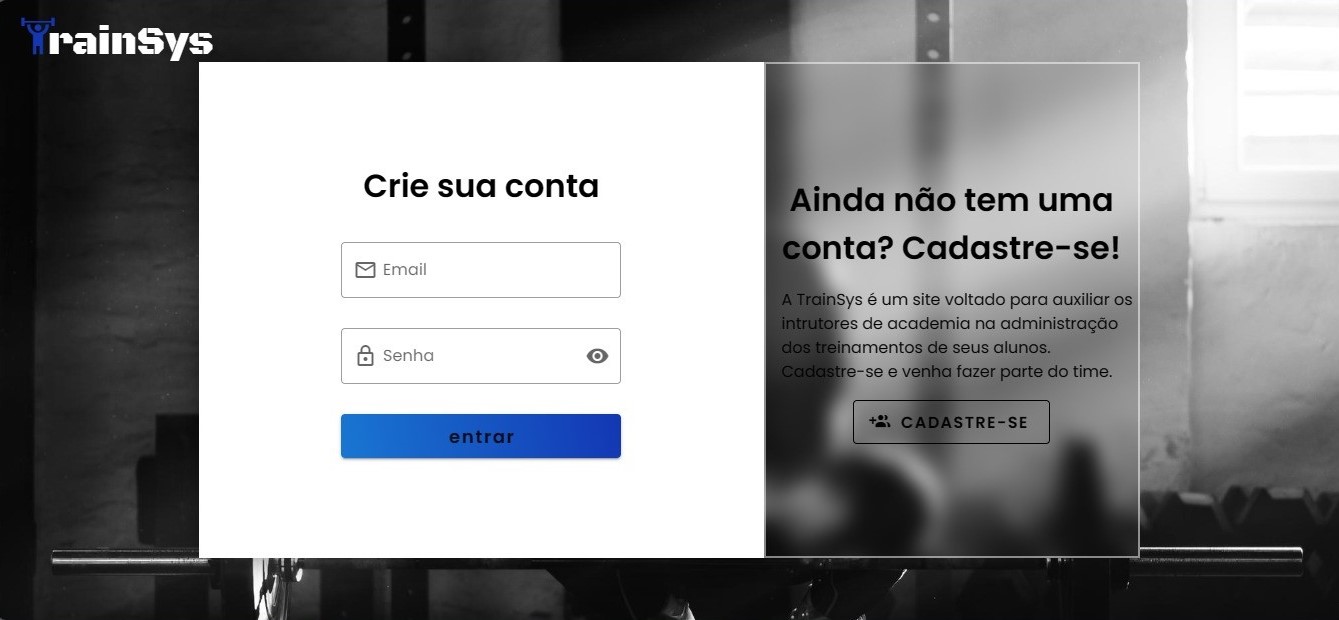 TrainSys
Crie sua conta
Email
Senha
entrar
Ainda não tem uma
conta? Cadastre-se!
A TrainSys é um site voltado para auxiliar os
intrutores de academia na administração
dos treinamentos de seus alunos.
Cadastre-se e venha fazer parte do time.
CADASTRE-SE